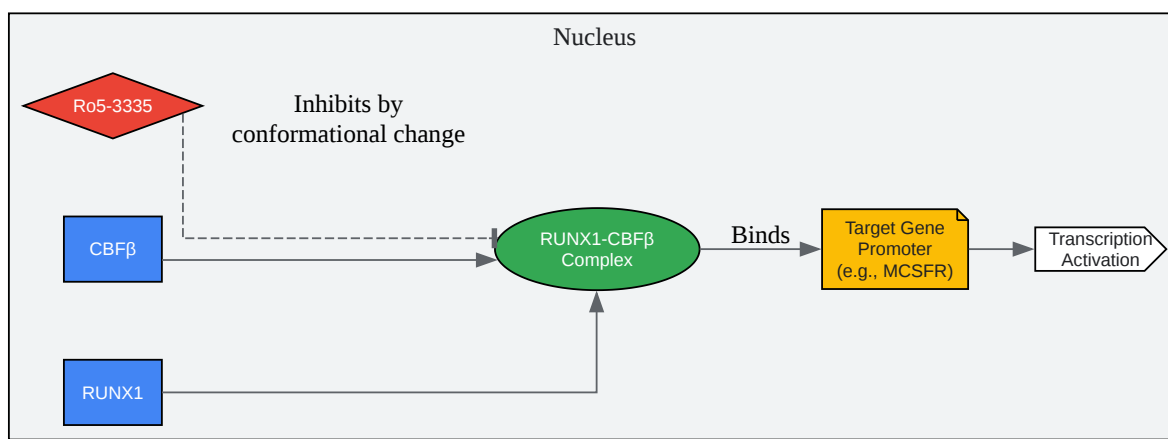 Nucleus
Ro5-3335
Inhibits by
conformational change
CBFβ
RUNX1-CBFβ
Complex
Binds
Target Gene
Promoter
(e.g., MCSFR)
Transcription
Activation
RUNX1